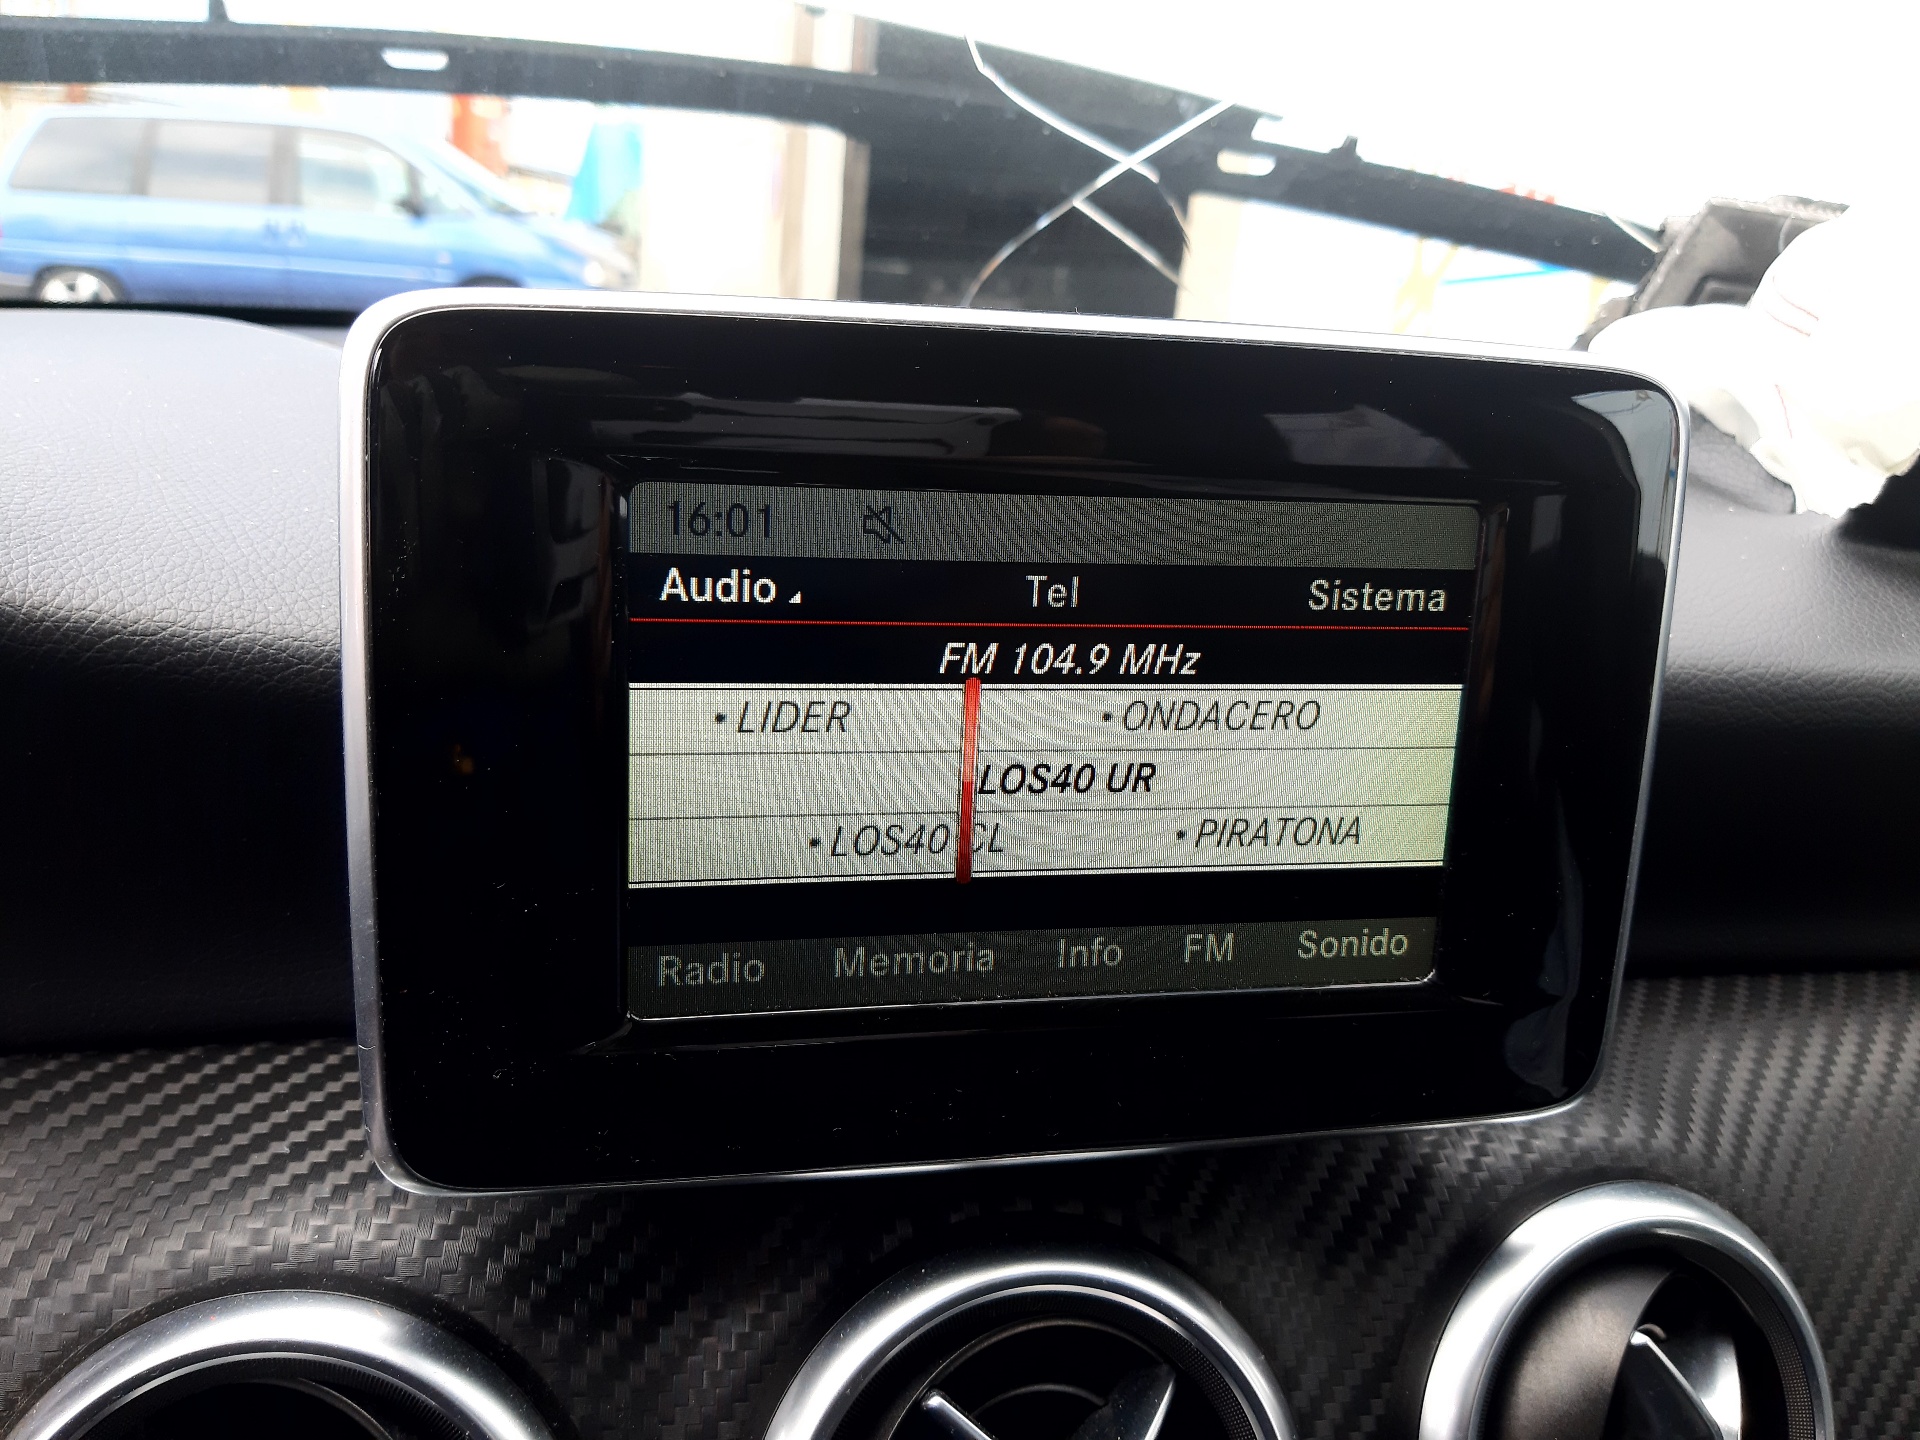 16:01
Audio Tel Sistema
FM 104.9 MHz
• LIDER • ONDACERO
LOS40 UR
• LOS40 CL • PIRATONA
Radio Memoria Info FM Sonido